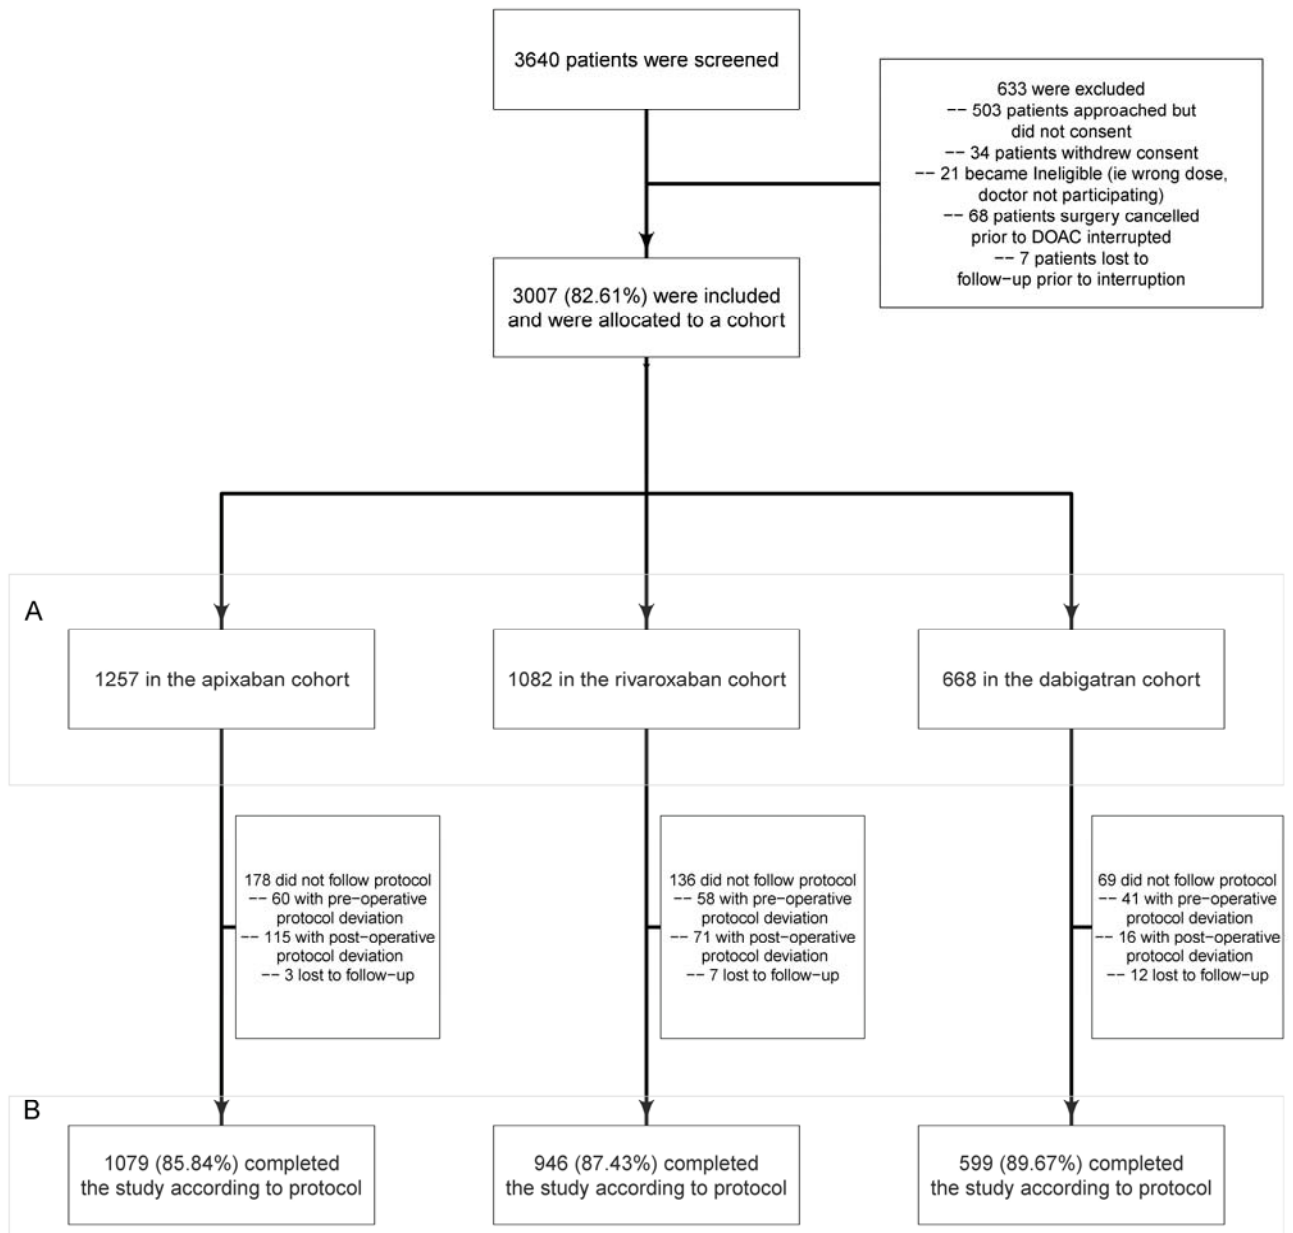 3640 patients were screened
633 were excluded
−− 503 patients approached but
did not consent
−− 34 patients withdrew consent
−− 21 became Ineligible (ie wrong dose,
doctor not participating)
−− 68 patients surgery cancelled
prior to DOAC interrupted
−− 7 patients lost to
follow−up prior to interruption
3007 (82.61%) were included
and were allocated to a cohort
A
1257 in the apixaban cohort
1082 in the rivaroxaban cohort
668 in the dabigatran cohort
178 did not follow protocol
−− 60 with pre−operative
protocol deviation
−− 115 with post−operative
protocol deviation
−− 3 lost to follow−up
136 did not follow protocol
−− 58 with pre−operative
protocol deviation
−− 71 with post−operative
protocol deviation
−− 7 lost to follow−up
69 did not follow protocol
−− 41 with pre−operative
protocol deviation
−− 16 with post−operative
protocol deviation
−− 12 lost to follow−up
B
1079 (85.84%) completed
the study according to protocol
946 (87.43%) completed
the study according to protocol
599 (89.67%) completed
the study according to protocol